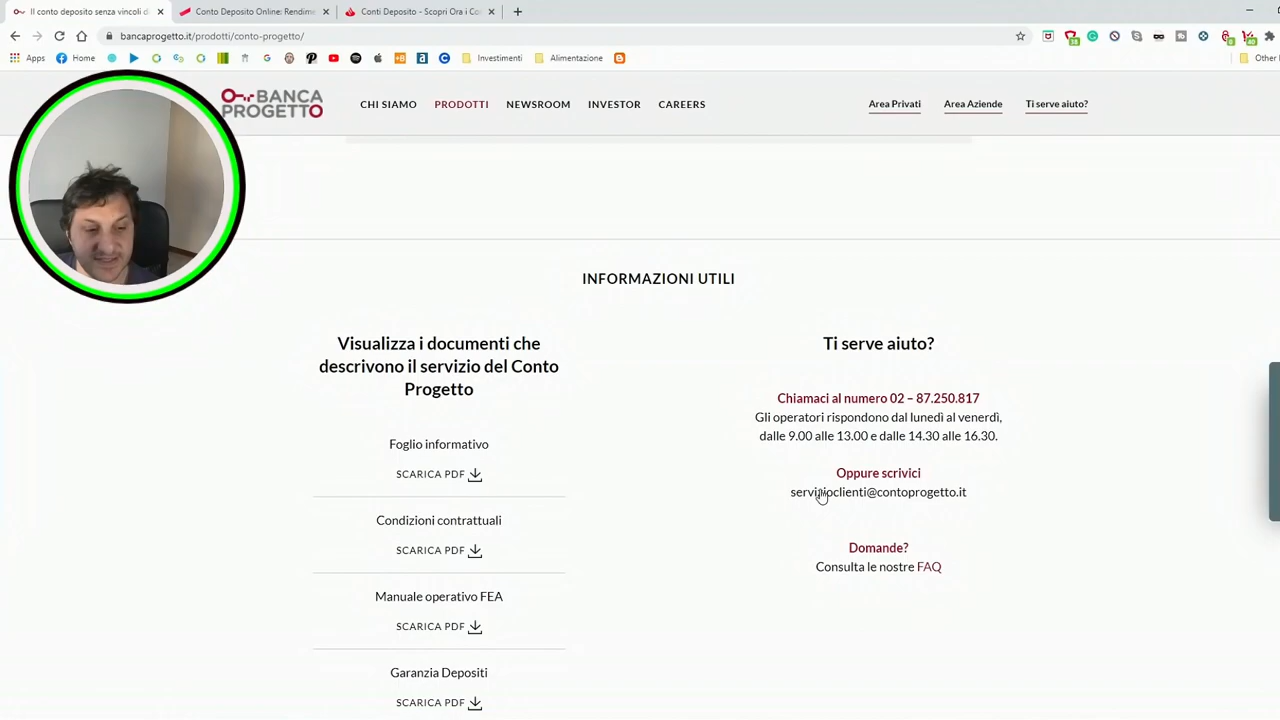 Il conto deposito senza vincoli d
Conto Deposito Online: Rendime
Conti Deposito - Scopri Ora i Co
bancaprogetto.it/prodotti/conto-progetto/
Apps
Home
Investimenti
Alimentazione
Other
BANCA
PROGETTO
CHI SIAMO
PRODOTTI
NEWSROOM
INVESTOR
CAREERS
Area Privati
Area Aziende
Ti serve aiuto?
INFORMAZIONI UTILI
Visualizza i documenti che
descrivono il servizio del Conto
Progetto
Foglio informativo
SCARICA PDF
Condizioni contrattuali
SCARICA PDF
Manuale operativo FEA
SCARICA PDF
Garanzia Depositi
SCARICA PDF
Ti serve aiuto?
Chiamaci al numero 02 – 87.250.817
Gli operatori rispondono dal lunedì al venerdì,
dalle 9.00 alle 13.00 e dalle 14.30 alle 16.30.
Oppure scrivici
servizioclienti@contoprogetto.it
Domande?
Consulta le nostre FAQ